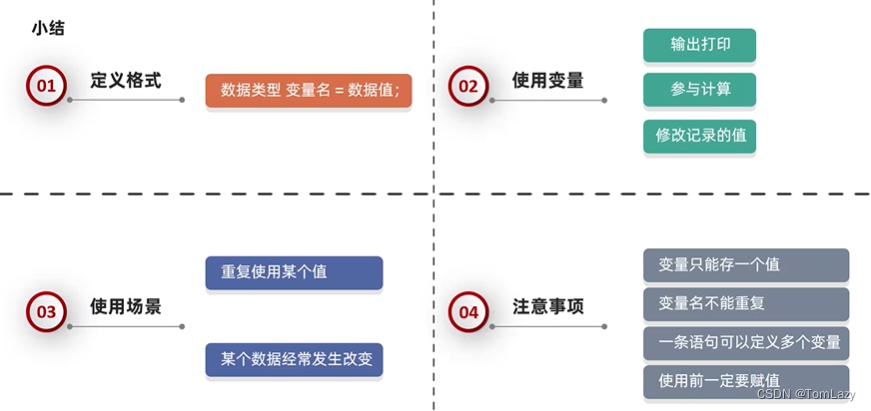 小结
01
定义格式
数据类型 变量名 = 数据值；
02
使用变量
输出打印
参与计算
修改记录的值
03
使用场景
重复使用某个值
某个数据经常发生改变
04
注意事项
变量只能存一个值
变量名不能重复
一条语句可以定义多个变量
使用前一定要赋值
CSDN @TomLazy